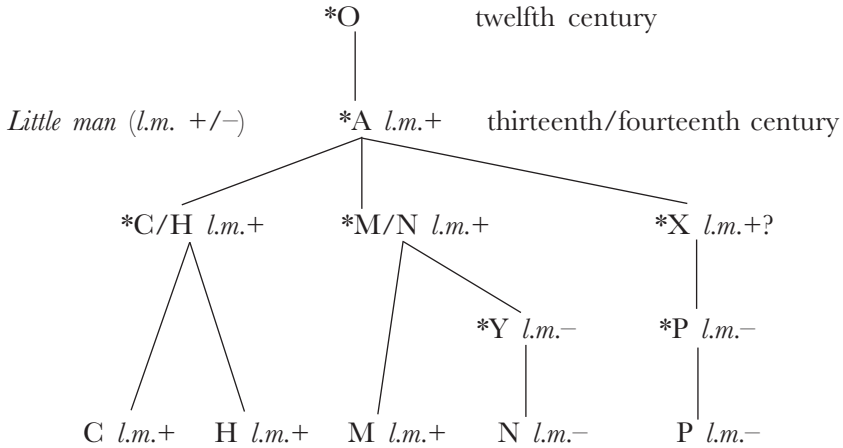 *O twelfth century
Little man (l.m. +/–) *A l.m.+ thirteenth/fourteenth century
*C/H l.m.+ *M/N l.m.+ *X l.m.+?
*Y l.m.– *P l.m.–
C l.m.+ H l.m.+ M l.m.+ N l.m.– P l.m.–